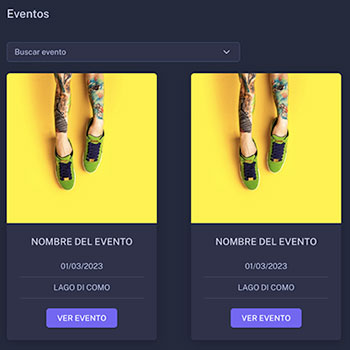 Eventos
Buscar evento
NOMBRE DEL EVENTO
01/03/2023
LAGO DI COMO
VER EVENTO
NOMBRE DEL EVENTO
01/03/2023
LAGO DI COMO
VER EVENTO